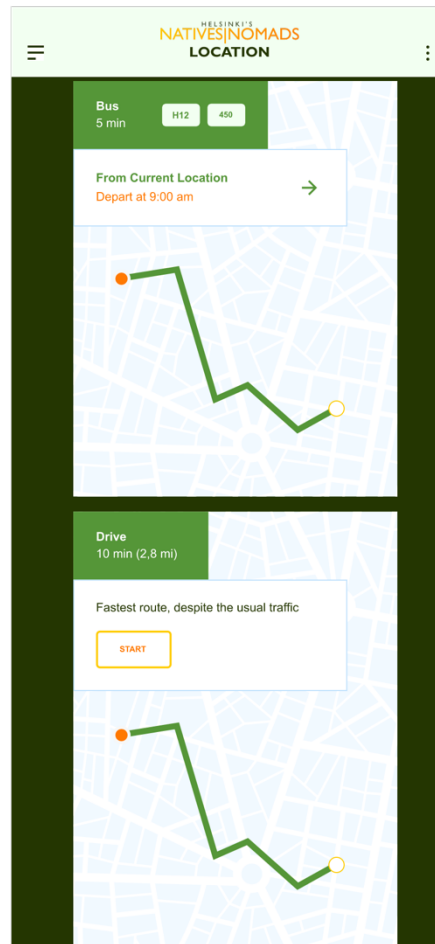 HELSINKI'S
NATIVES|NOMADS
LOCATION
Bus
5 min
H12
450
From Current Location
Depart at 9:00 am
Drive
10 min (2,8 mi)
Fastest route, despite the usual traffic
START